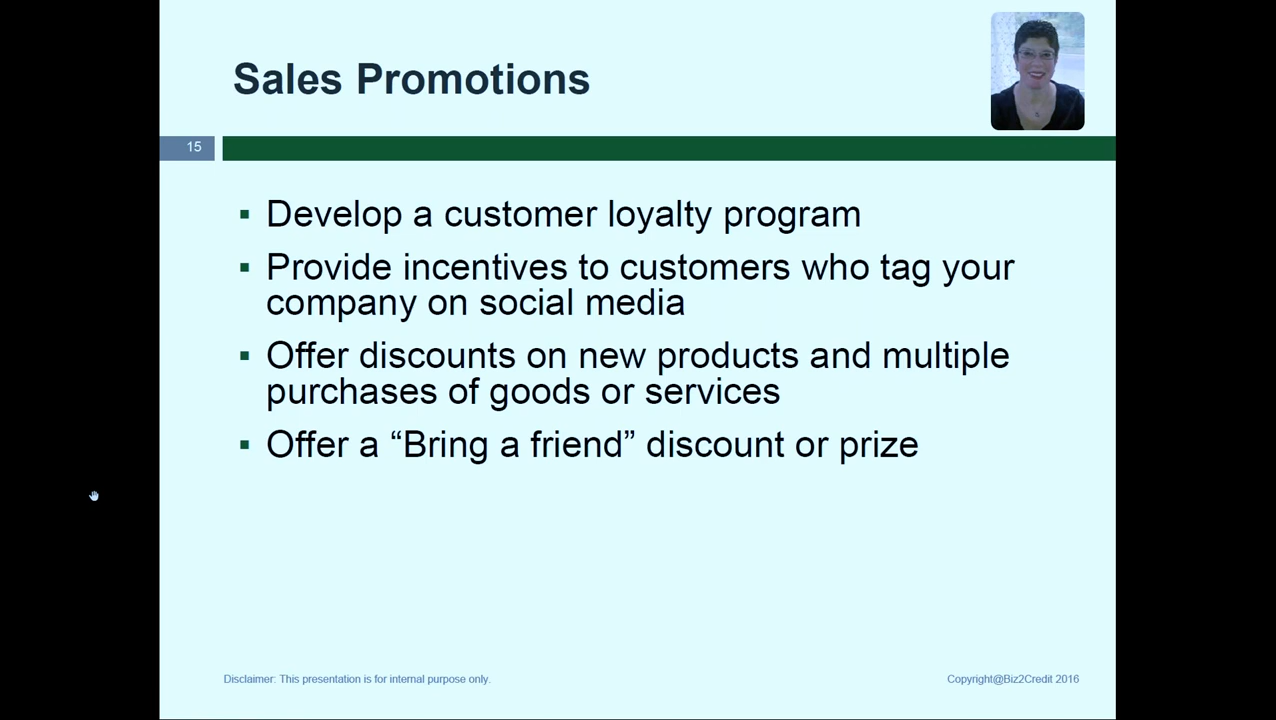 Sales Promotions
15
▪ Develop a customer loyalty program
▪ Provide incentives to customers who tag your
company on social media
▪ Offer discounts on new products and multiple
purchases of goods or services
▪ Offer a “Bring a friend” discount or prize
Disclaimer: This presentation is for internal purpose only.
Copyright@Biz2Credit 2016